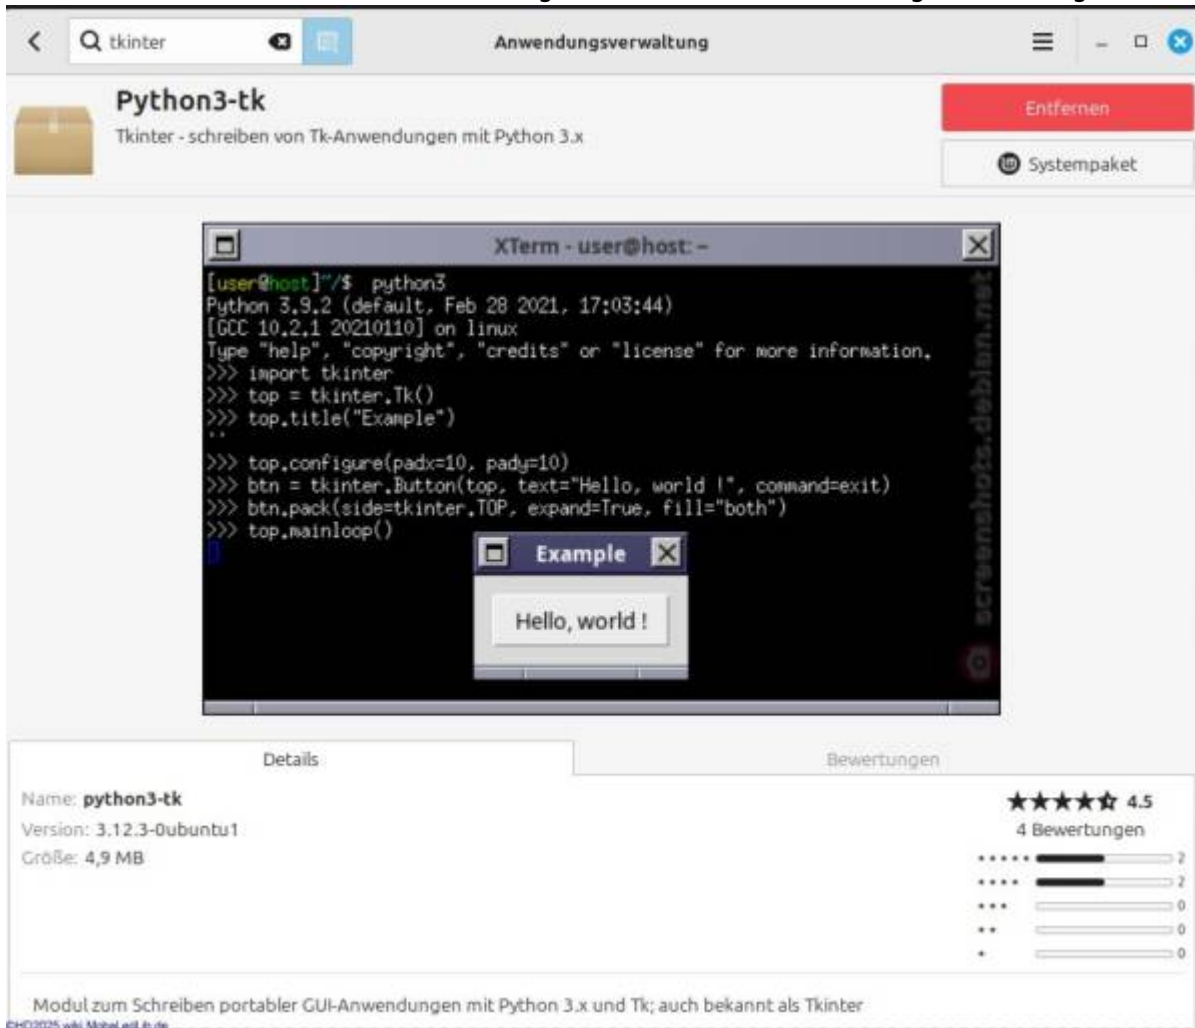 tkinter
Anwendungsverwaltung
Python3-tk
Tkinter - schreiben von Tk-Anwendungen mit Python 3.x
Entfernen
Systempaket
XTerm - user@host: ~
[user@host]~/$ python3
Python 3.9.2 (default, Feb 28 2021, 17:03:44)
[GCC 10.2.1 20210110] on linux
Type "help", "copyright", "credits" or "license" for more information.
>>> import tkinter
>>> top = tkinter.Tk()
>>> top.title("Example")
''
>>> top.configure(padx=10, pady=10)
>>> btn = tkinter.Button(top, text="Hello, world !", command=exit)
>>> btn.pack(side=tkinter.TOP, expand=True, fill="both")
>>> top.mainloop()
Example
Hello, world !
screenshots.debian.net
Details
Bewertungen
Name: python3-tk
Version: 3.12.3-0ubuntu1
Größe: 4,9 MB
4.5
4 Bewertungen
2
2
0
0
0
Modul zum Schreiben portabler GUI-Anwendungen mit Python 3.x und Tk; auch bekannt als Tkinter